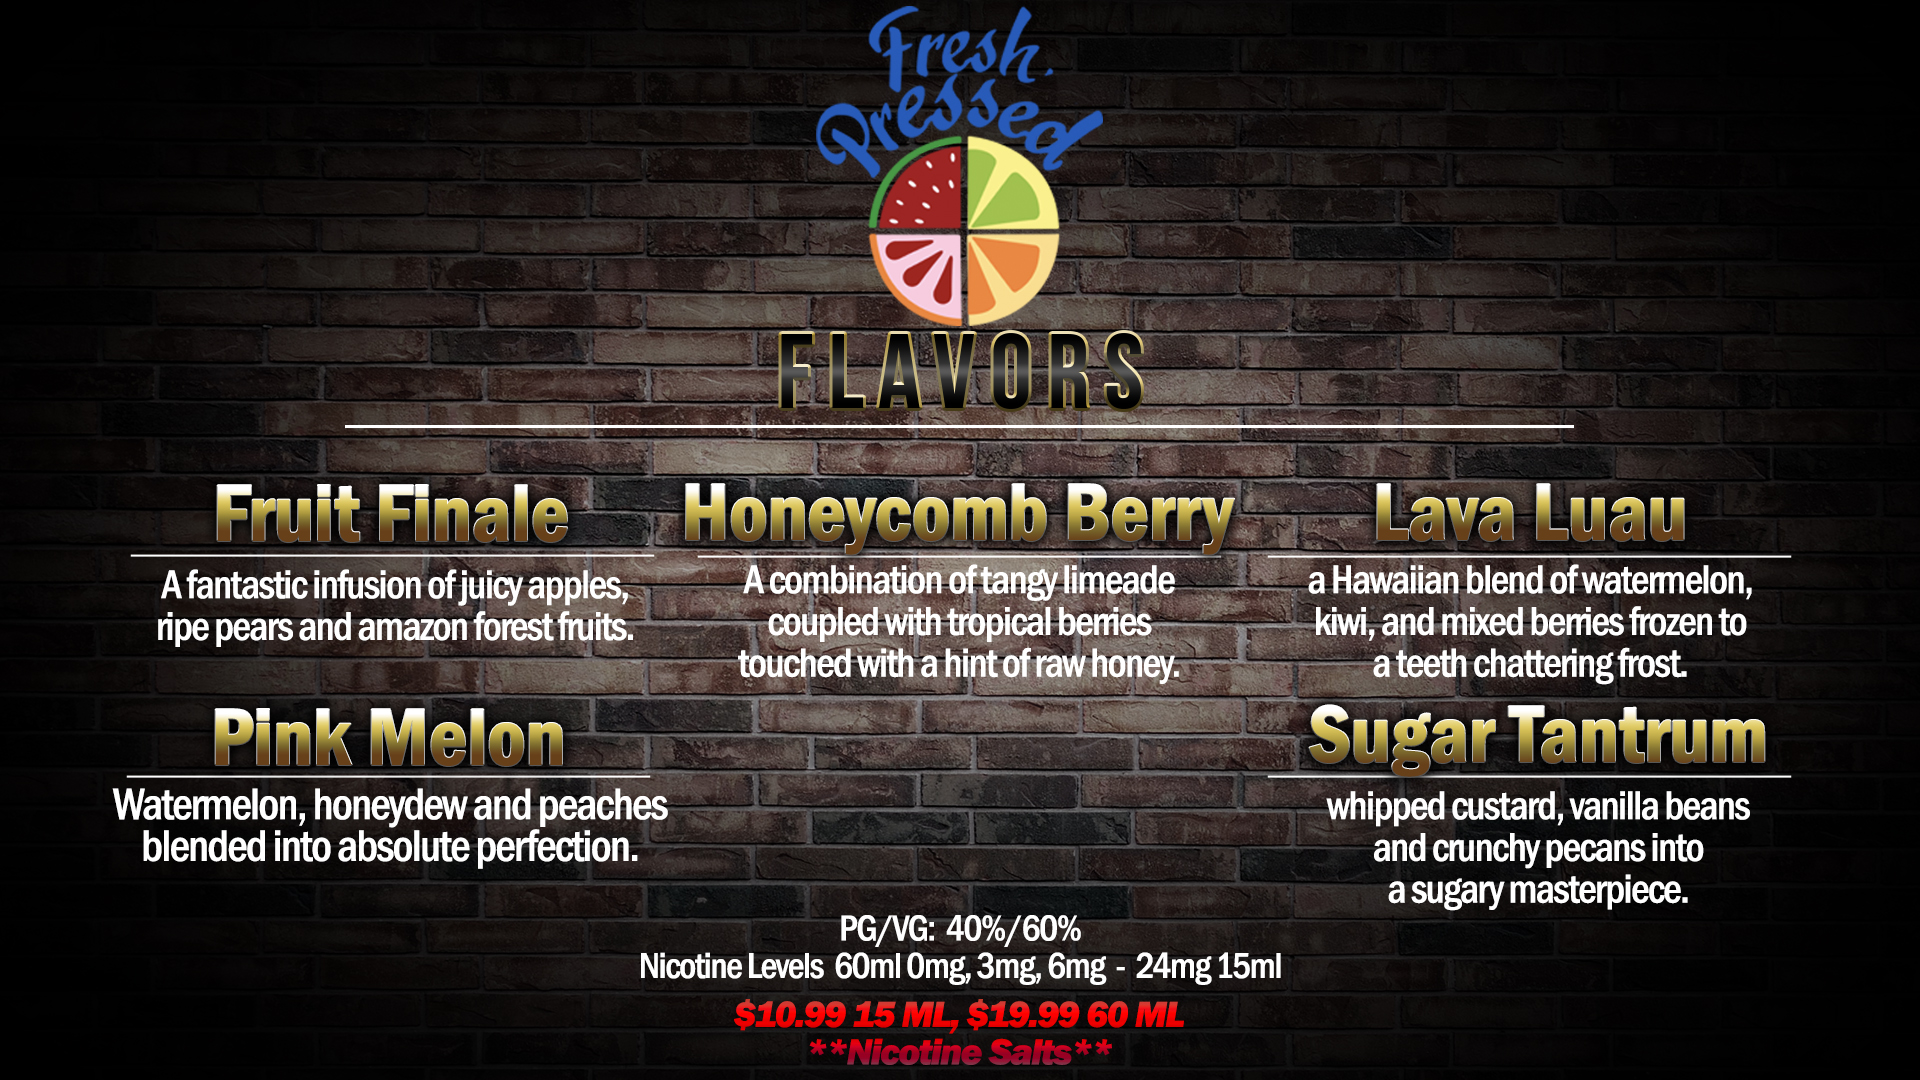 Fresh
Pressed
FLAVORS
Fruit Finale
A fantastic infusion of juicy apples,
ripe pears and amazon forest fruits.
Honeycomb Berry
A combination of tangy limeade
coupled with tropical berries
touched with a hint of raw honey.
Lava Luau
a Hawaiian blend of watermelon,
kiwi, and mixed berries frozen to
a teeth chattering frost.
Pink Melon
Watermelon, honeydew and peaches
blended into absolute perfection.
Sugar Tantrum
whipped custard, vanilla beans
and crunchy pecans into
a sugary masterpiece.
PG/VG: 40%/60%
Nicotine Levels 60ml 0mg, 3mg, 6mg - 24mg 15ml
$10.99 15 ML, $19.99 60 ML
**Nicotine Salts**